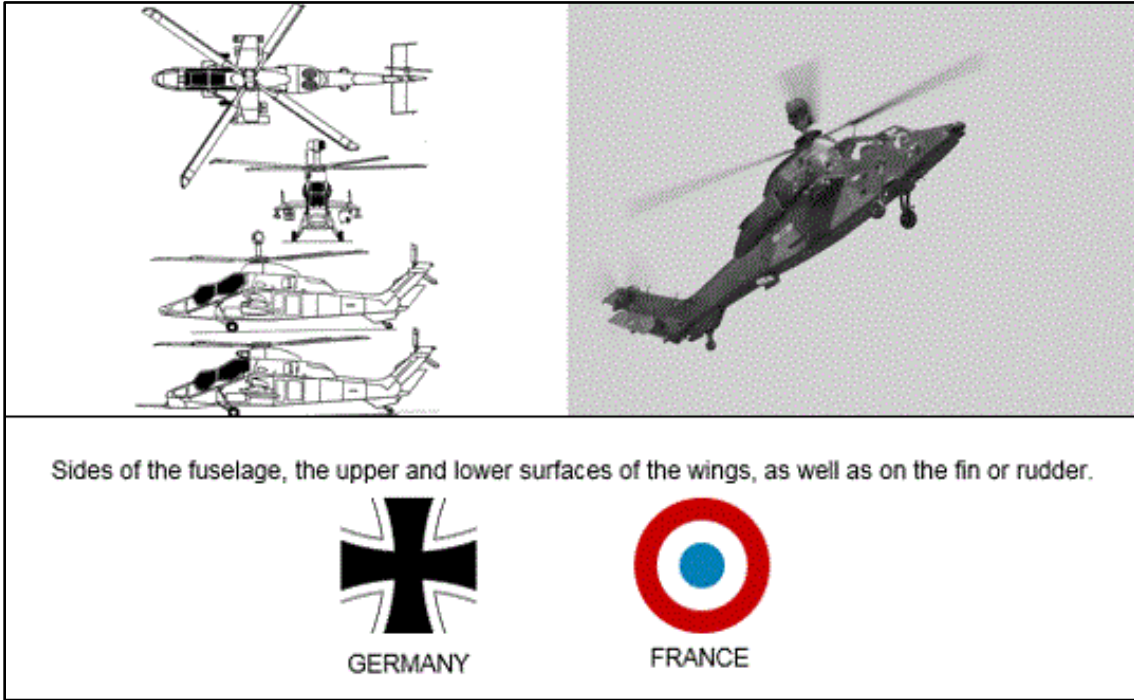 Sides of the fuselage, the upper and lower surfaces of the wings, as well as on the fin or rudder.
GERMANY
FRANCE